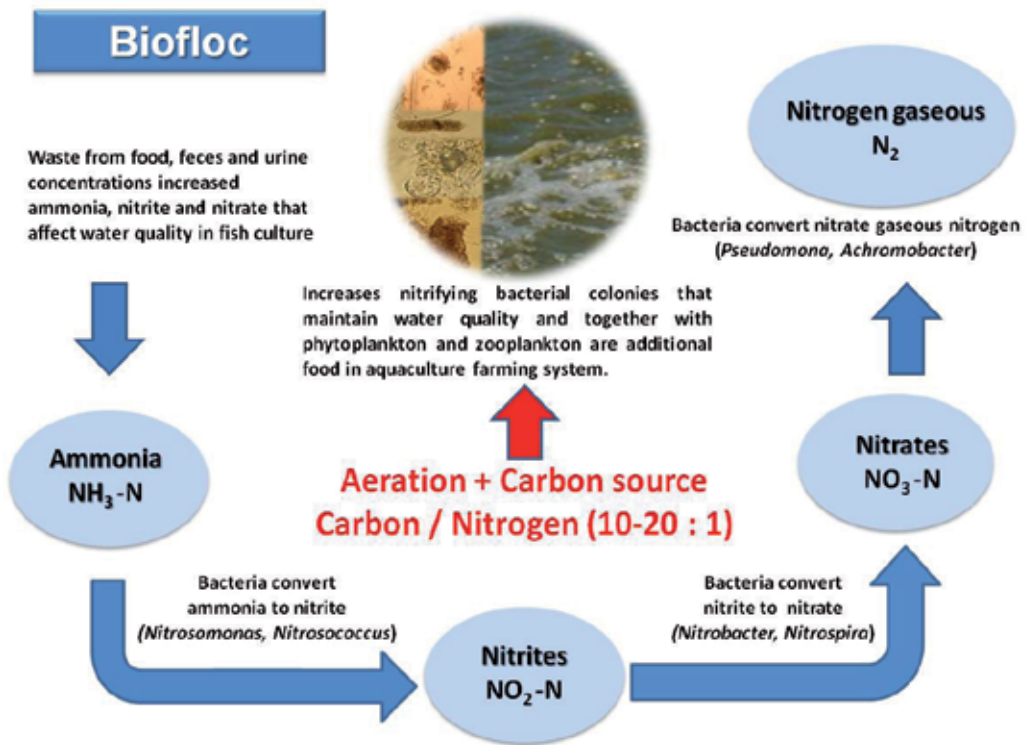 Biofloc
Waste from food, feces and urine
concentrations increased
ammonia, nitrite and nitrate that
affect water quality in fish culture
Increases nitrifying bacterial colonies that
maintain water quality and together with
phytoplankton and zooplankton are additional
food in aquaculture farming system.
Nitrogen gaseous
N₂
Bacteria convert nitrate gaseous nitrogen
(Pseudomona, Achromobacter)
Ammonia
NH₃-N
Aeration + Carbon source
Carbon / Nitrogen (10-20 : 1)
Nitrates
NO₃-N
Bacteria convert
ammonia to nitrite
(Nitrosomonas, Nitrosococcus)
Nitrites
NO₂-N
Bacteria convert
nitrite to nitrate
(Nitrobacter, Nitrospira)